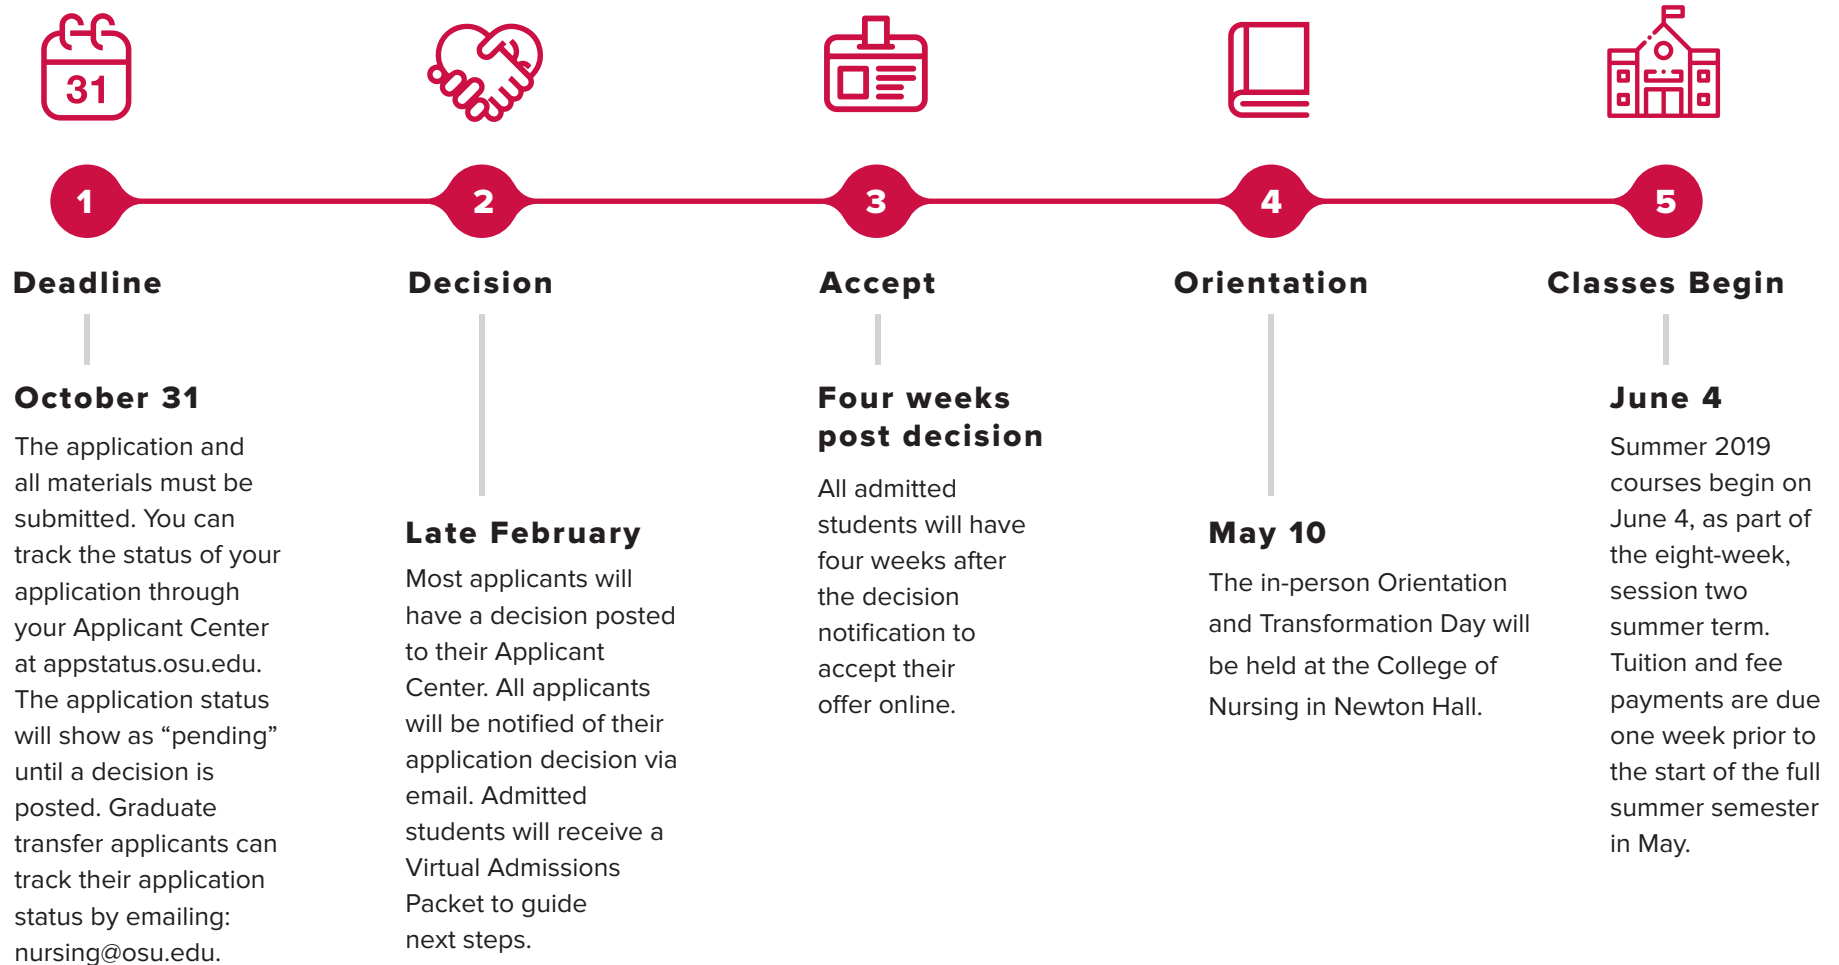 31
1
2
3
4
5
Deadline
October 31
The application and
all materials must be
submitted. You can
track the status of your
application through
your Applicant Center
at appstatus.osu.edu.
The application status
will show as “pending”
until a decision is
posted. Graduate
transfer applicants can
track their application
status by emailing:
nursing@osu.edu.
Decision
Late February
Most applicants will
have a decision posted
to their Applicant
Center. All applicants
will be notified of their
application decision via
email. Admitted
students will receive a
Virtual Admissions
Packet to guide
next steps.
Accept
Four weeks
post decision
All admitted
students will have
four weeks after
the decision
notification to
accept their
offer online.
Orientation
May 10
The in-person Orientation
and Transformation Day will
be held at the College of
Nursing in Newton Hall.
Classes Begin
June 4
Summer 2019
courses begin on
June 4, as part of
the eight-week,
session two
summer term.
Tuition and fee
payments are due
one week prior to
the start of the full
summer semester
in May.